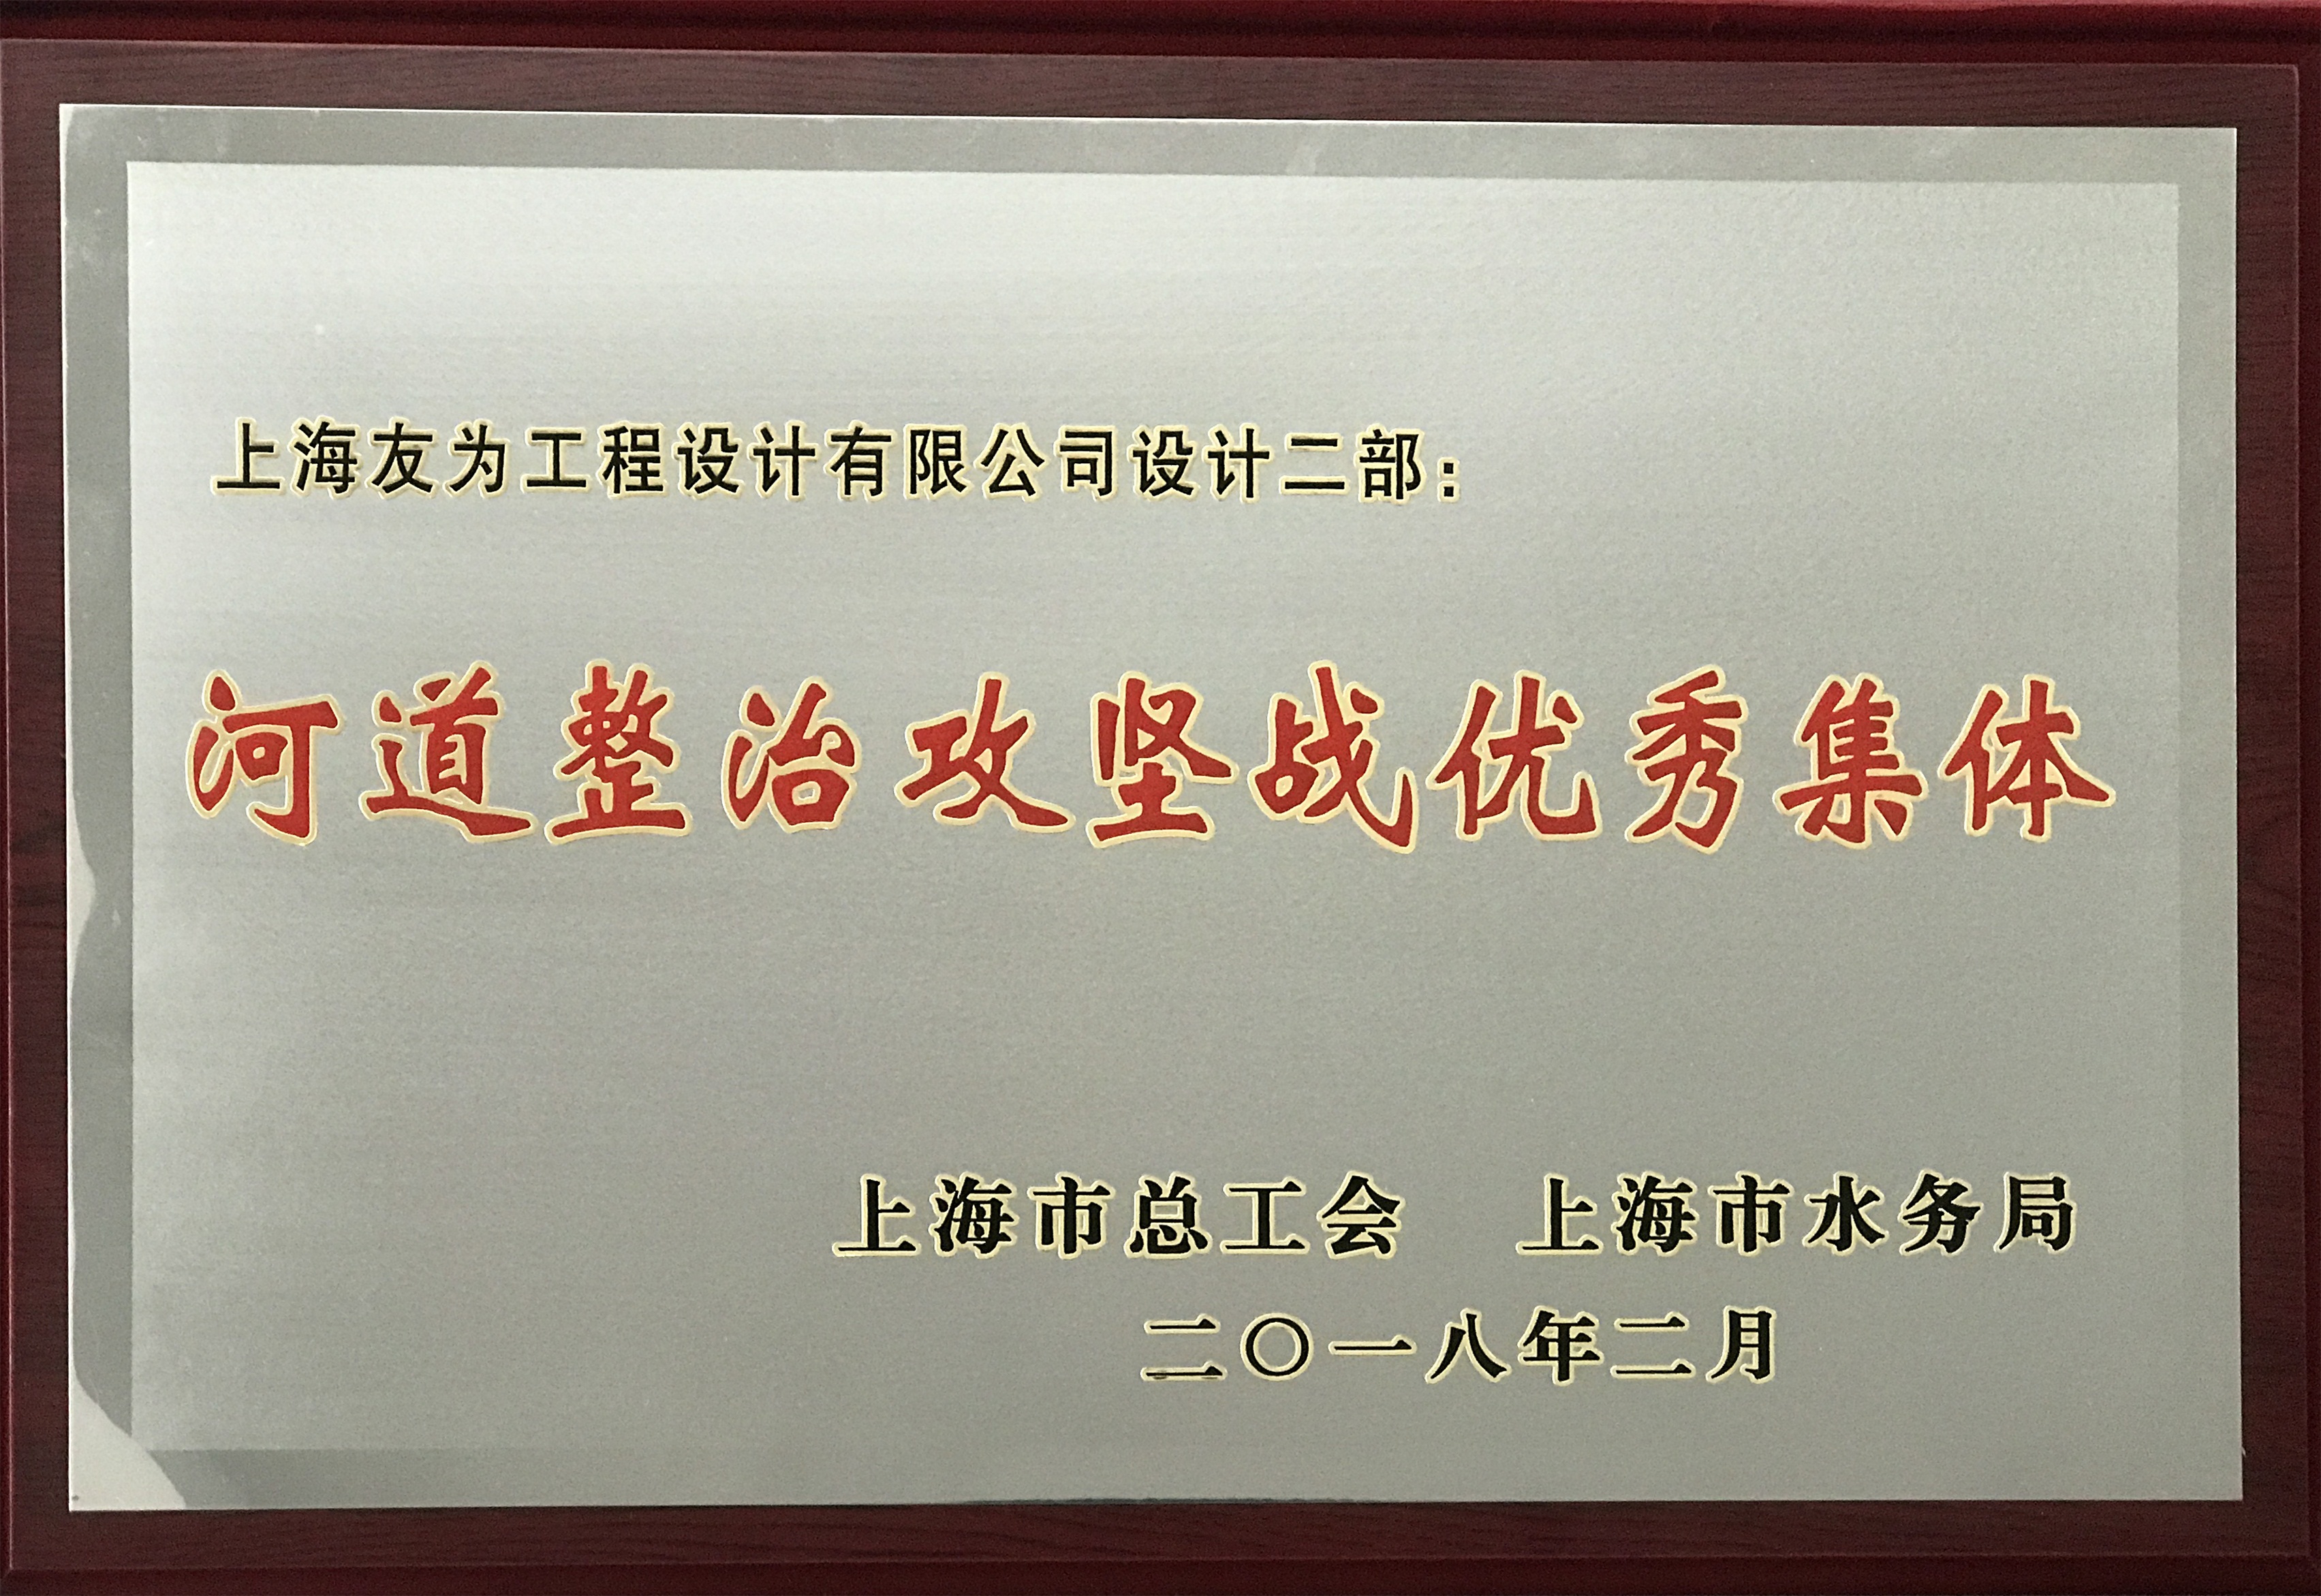 上海友为工程设计有限公司设计二部：
河道整治攻坚战优秀集体
上海市总工会 上海市水务局
二〇一八年二月